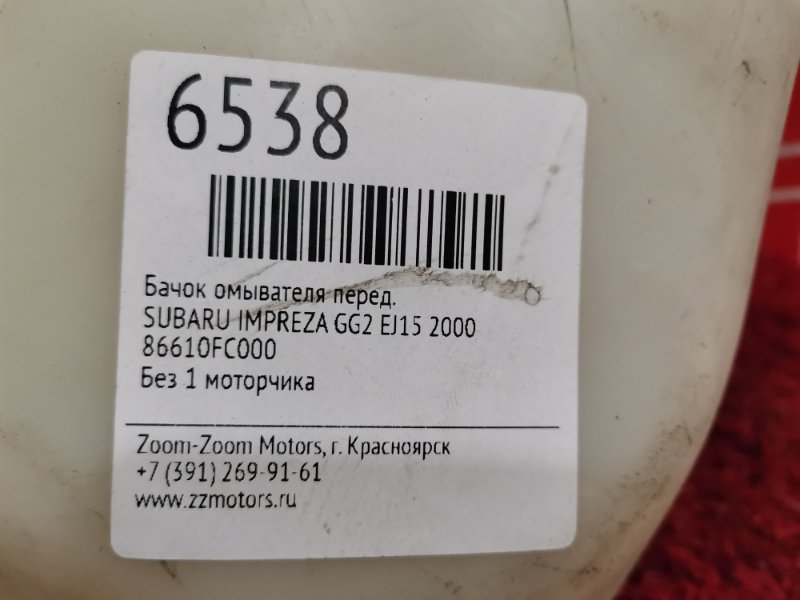 6538
Бачок омывателя перед.
SUBARU IMPREZA GG2 EJ15 2000
86610FC000
Без 1 моторчика
Zoom-Zoom Motors, г. Красноярск
+7 (391) 269-91-61
www.zzmotors.ru